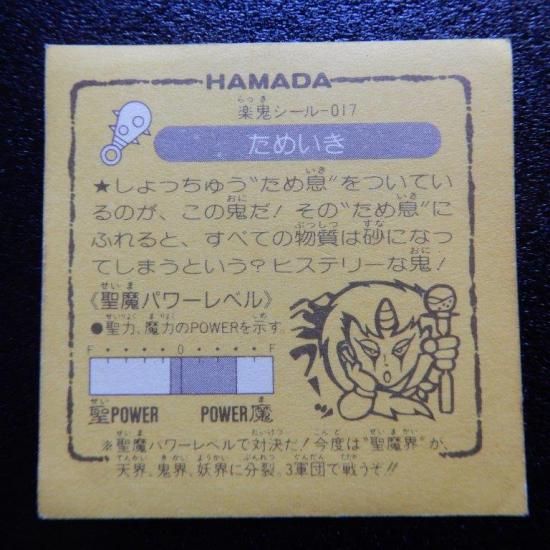 HAMADA
楽鬼シール-017
ためいき
★しょっちゅう"ため息"をついてい
るのが、この鬼だ！その"ため息"に
ふれると、すべての物質は砂になっ
てしまうという？ヒステリーな鬼！
《聖魔パワーレベル》
●聖力、魔力のPOWERを示す。
F 0 F
フーッ
聖POWER POWER魔
※聖魔パワーレベルで対決だ！今度は"聖魔界"が、
天界、鬼界、妖界に分裂、3軍団で戦うぞ!!